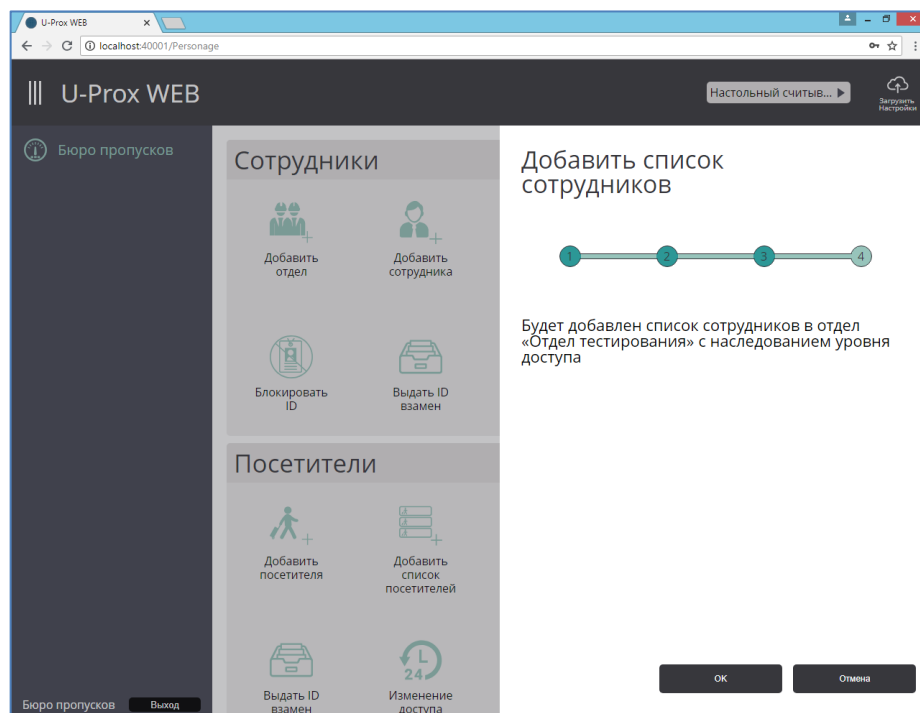 U-Prox WEB
localhost:40001/Personage
U-Prox WEB
Настольный считыв...
Загрузить
Настройки
Бюро пропусков
Сотрудники
Добавить
отдел
Добавить
сотрудника
Блокировать
ID
Выдать ID
взамен
Посетители
Добавить
посетителя
Добавить
список
посетителей
Выдать ID
взамен
24
Изменение
доступа
Добавить список
сотрудников
1
2
3
4
Будет добавлен список сотрудников в отдел
«Отдел тестирования» с наследованием уровня
доступа
OK
Отмена
Бюро пропусков
Выход